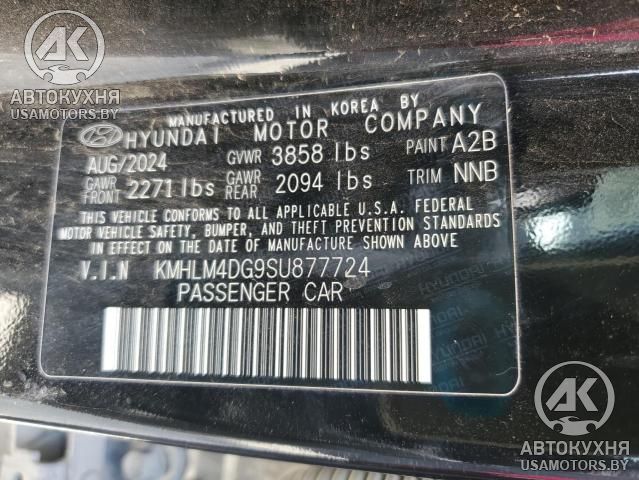 АК
АВТОКУХНЯ
USAMOTORS.BY
MANUFACTURED IN KOREA BY
HYUNDAI MOTOR COMPANY
AUG/2024 GVWR 3858 lbs PAINT A2B
GAWR FRONT 2271 lbs GAWR REAR 2094 lbs TRIM NNB
THIS VEHICLE CONFORMS TO ALL APPLICABLE U.S.A. FEDERAL
MOTOR VEHICLE SAFETY, BUMPER, AND THEFT PREVENTION STANDARDS
IN EFFECT ON THE DATE OF MANUFACTURE SHOWN ABOVE.
V.I.N KMHLM4DG9SU877724
PASSENGER CAR
АК
АВТОКУХНЯ
USAMOTORS.BY